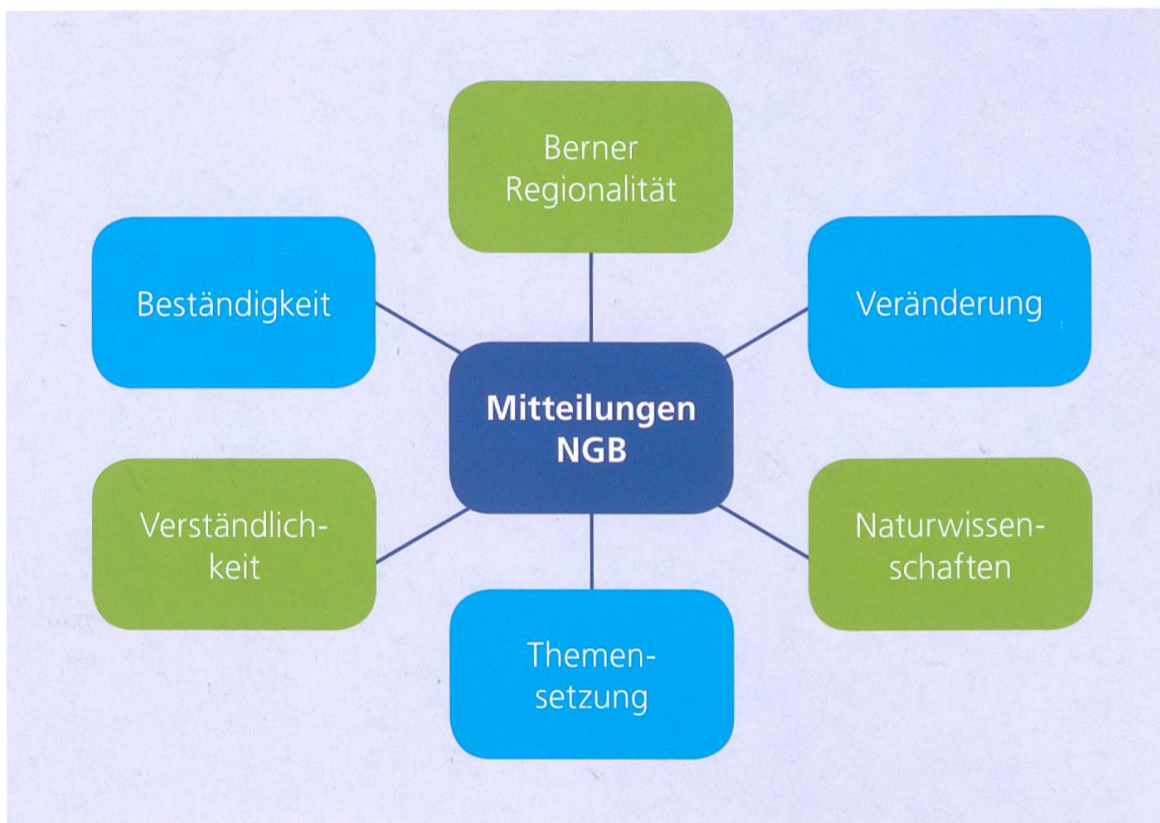 Berner
Regionalität
Beständigkeit
Veränderung
Mitteilungen
NGB
Verständlich-
keit
Naturwissen-
schaften
Themen-
setzung